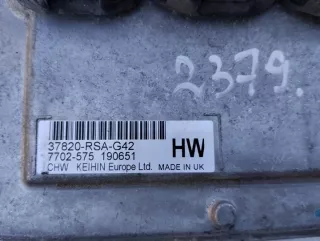 2379.
37820-RSA-G42
7702-575 190651
CHW KEIHIN Europe Ltd. MADE IN UK
HW